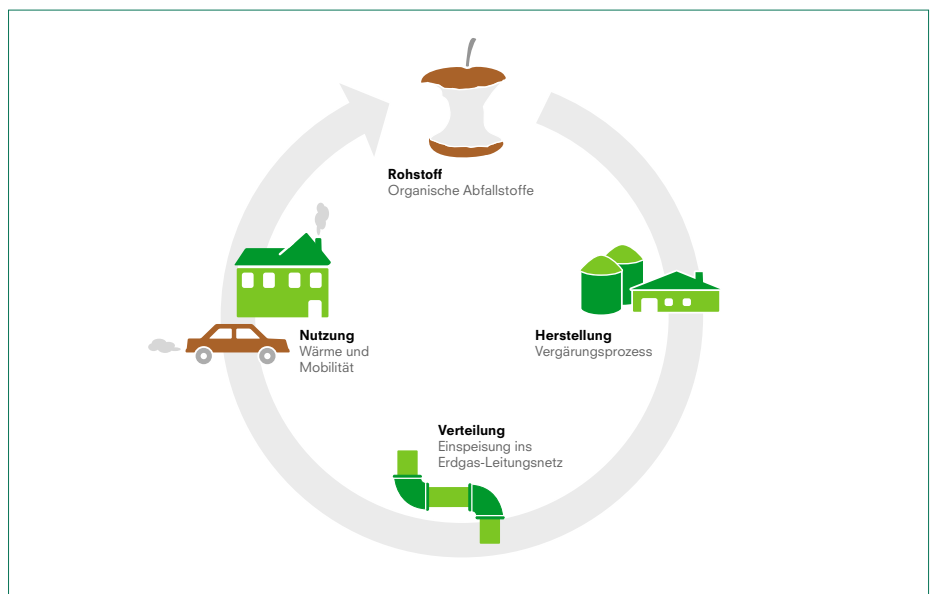 Rohstoff
Organische Abfallstoffe
Herstellung
Vergärungsprozess
Verteilung
Einspeisung ins
Erdgas-Leitungsnetz
Nutzung
Wärme und
Mobilität